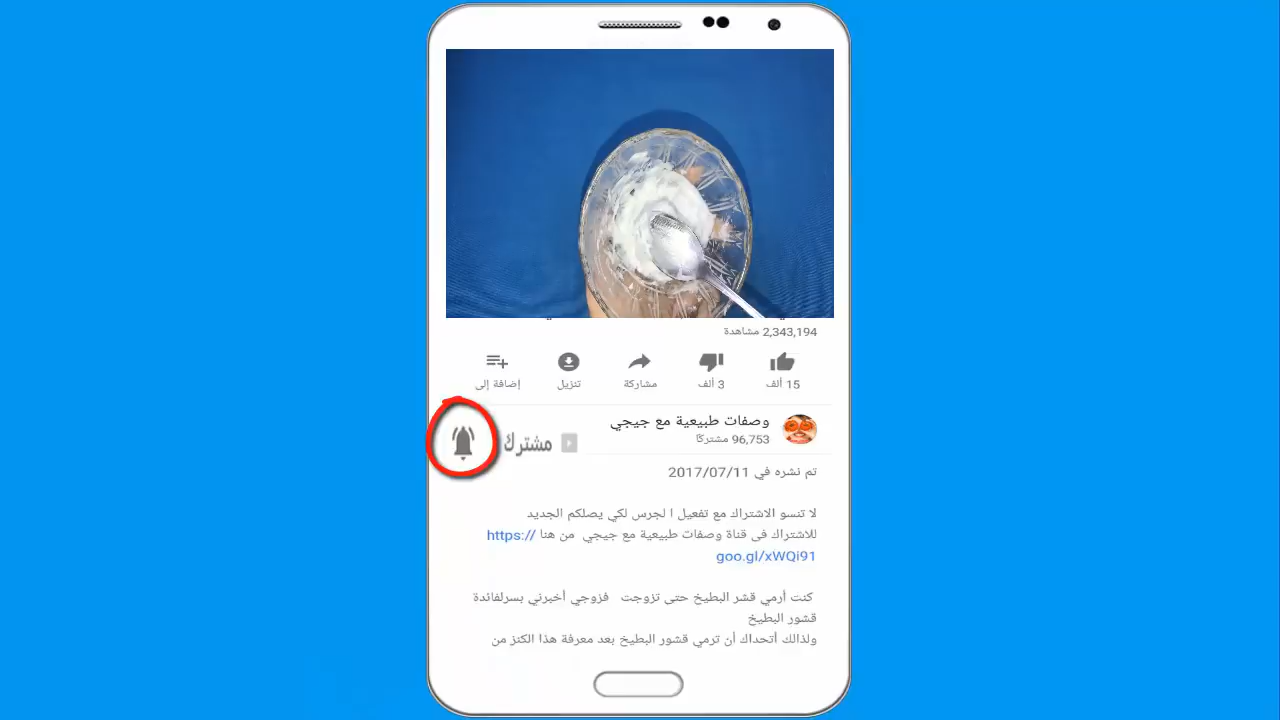 2,343,194 مشاهدة
15 ألف
3 ألف
مشاركة
تنزيل
إضافة إلى
وصفات طبيعية مع جيجي
96,753 مشتركًا
مشترك
تم نشره في 2017/07/11
لا تنسو الاشتراك مع تفعيل ا لجرس لكي يصلكم الجديد
للاشتراك فى قناة وصفات طبيعية مع جيجي من هنا https://
goo.gl/xWQi91
كنت أرمي قشر البطيخ حتى تزوجت فزوجي أخبرني بسرلفائدة
قشور البطيخ
ولذالك أتحداك أن ترمي قشور البطيخ بعد معرفة هذا الكنز من